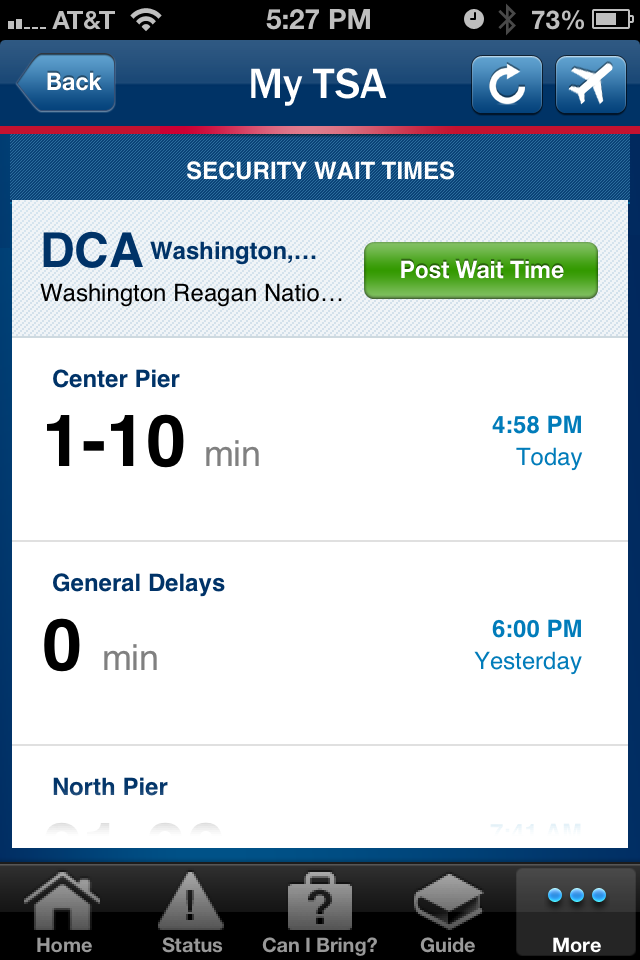 AT&T 5:27 PM 73%
Back My TSA
SECURITY WAIT TIMES
DCA Washington,...
Washington Reagan Natio...
Post Wait Time
Center Pier
1-10 min
4:58 PM
Today
General Delays
0 min
6:00 PM
Yesterday
North Pier
Home Status Can I Bring? Guide More